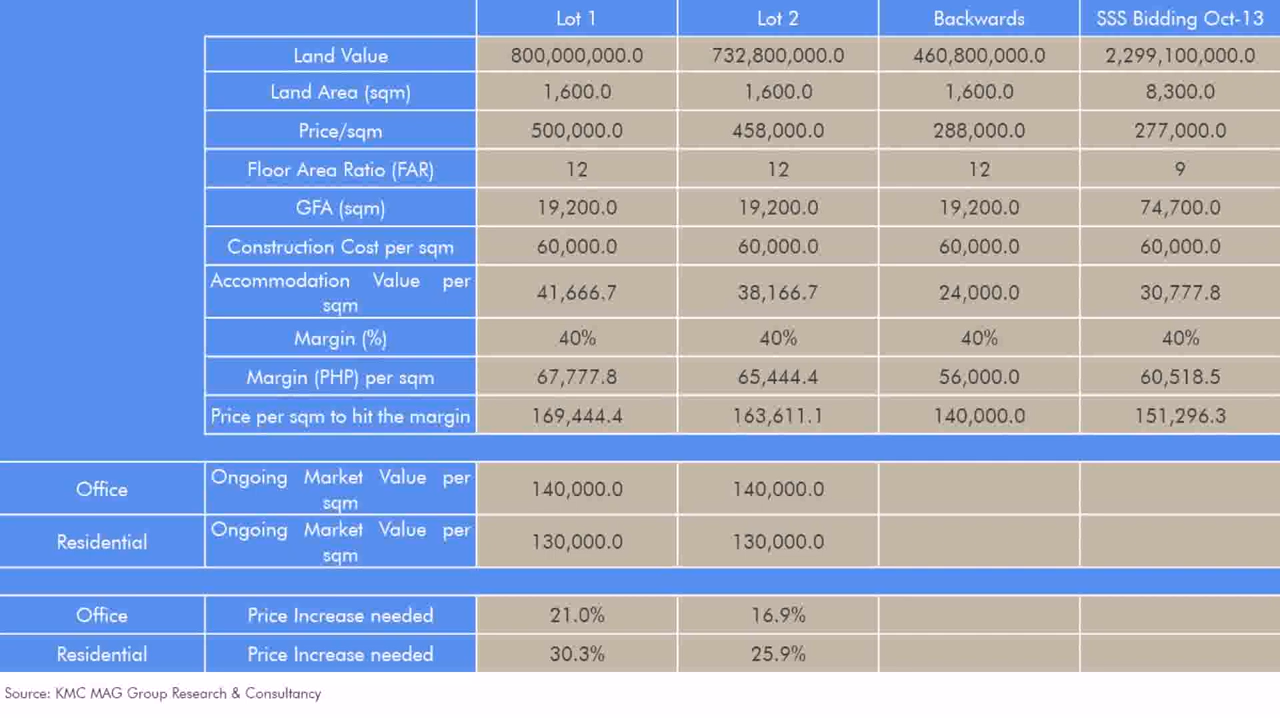 Lot 1 Lot 2 Backwards SSS Bidding Oct-13
Land Value 800,000,000.0 732,800,000.0 460,800,000.0 2,299,100,000.0
Land Area (sqm) 1,600.0 1,600.0 1,600.0 8,300.0
Price/sqm 500,000.0 458,000.0 288,000.0 277,000.0
Floor Area Ratio (FAR) 12 12 12 9
GFA (sqm) 19,200.0 19,200.0 19,200.0 74,700.0
Construction Cost per sqm 60,000.0 60,000.0 60,000.0 60,000.0
Accommodation Value per
sqm 41,666.7 38,166.7 24,000.0 30,777.8
Margin (%) 40% 40% 40% 40%
Margin (PHP) per sqm 67,777.8 65,444.4 56,000.0 60,518.5
Price per sqm to hit the margin 169,444.4 163,611.1 140,000.0 151,296.3
Office Ongoing Market Value per
sqm 140,000.0 140,000.0
Residential Ongoing Market Value per
sqm 130,000.0 130,000.0
Office Price Increase needed 21.0% 16.9%
Residential Price Increase needed 30.3% 25.9%
Source: KMC MAG Group Research & Consultancy